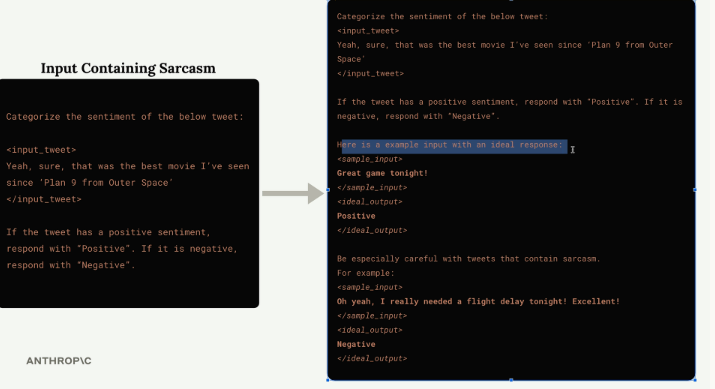 Input Containing Sarcasm
Categorize the sentiment of the below tweet:
<input_tweet>
Yeah, sure, that was the best movie I've seen
since 'Plan 9 from Outer Space'
</input_tweet>
If the tweet has a positive sentiment,
respond with "Positive". If it is negative,
respond with "Negative".
ANTHROP\C
Categorize the sentiment of the below tweet:
<input_tweet>
Yeah, sure, that was the best movie I've seen since 'Plan 9 from Outer
Space'
</input_tweet>
If the tweet has a positive sentiment, respond with "Positive". If it is
negative, respond with "Negative".
Here is a example input with an ideal response:
<sample_input>
Great game tonight!
</sample_input>
<ideal_output>
Positive
</ideal_output>
Be especially careful with tweets that contain sarcasm.
For example:
<sample_input>
Oh yeah, I really needed a flight delay tonight! Excellent!
</sample_input>
<ideal_output>
Negative
</ideal_output>